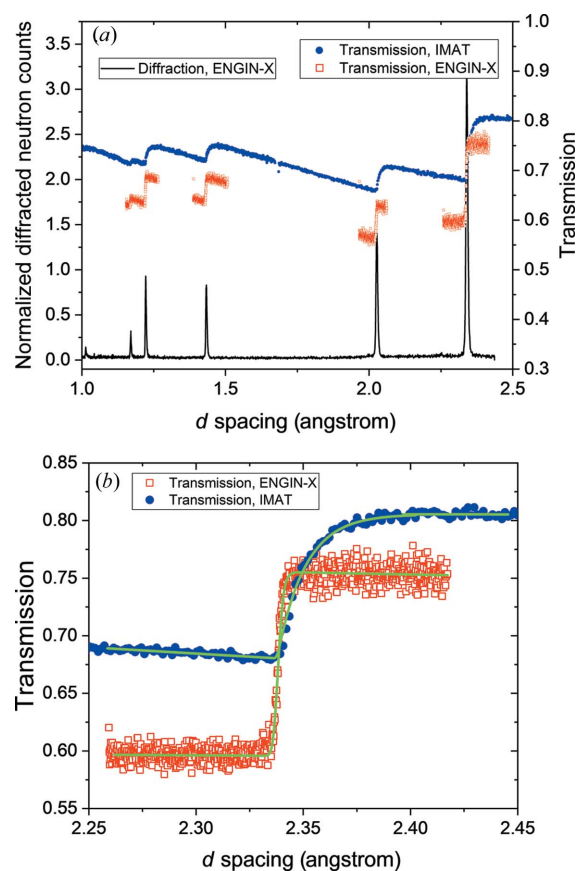 (a)
Transmission, IMAT
Transmission, ENGIN-X
Diffraction, ENGIN-X
Normalized diffracted neutron counts
3.5
3.0
2.5
2.0
1.5
1.0
0.5
0.0
1.0
0.9
0.8
0.7
0.6
0.5
0.4
0.3
Transmission
1.0 1.5 2.0 2.5
d spacing (angstrom)
(b)
Transmission, ENGIN-X
Transmission, IMAT
Transmission
0.85
0.80
0.75
0.70
0.65
0.60
0.55
2.25 2.30 2.35 2.40 2.45
d spacing (angstrom)